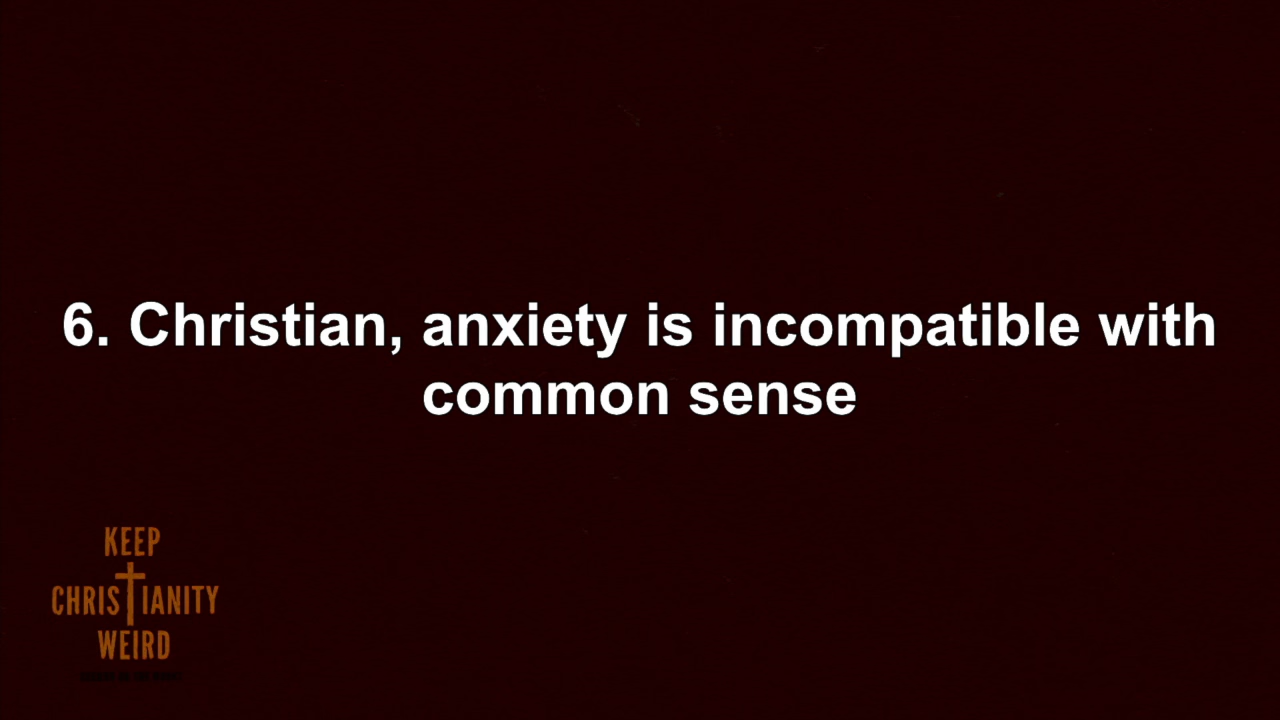 6. Christian, anxiety is incompatible with
common sense
KEEP
CHRISTIANITY
WEIRD